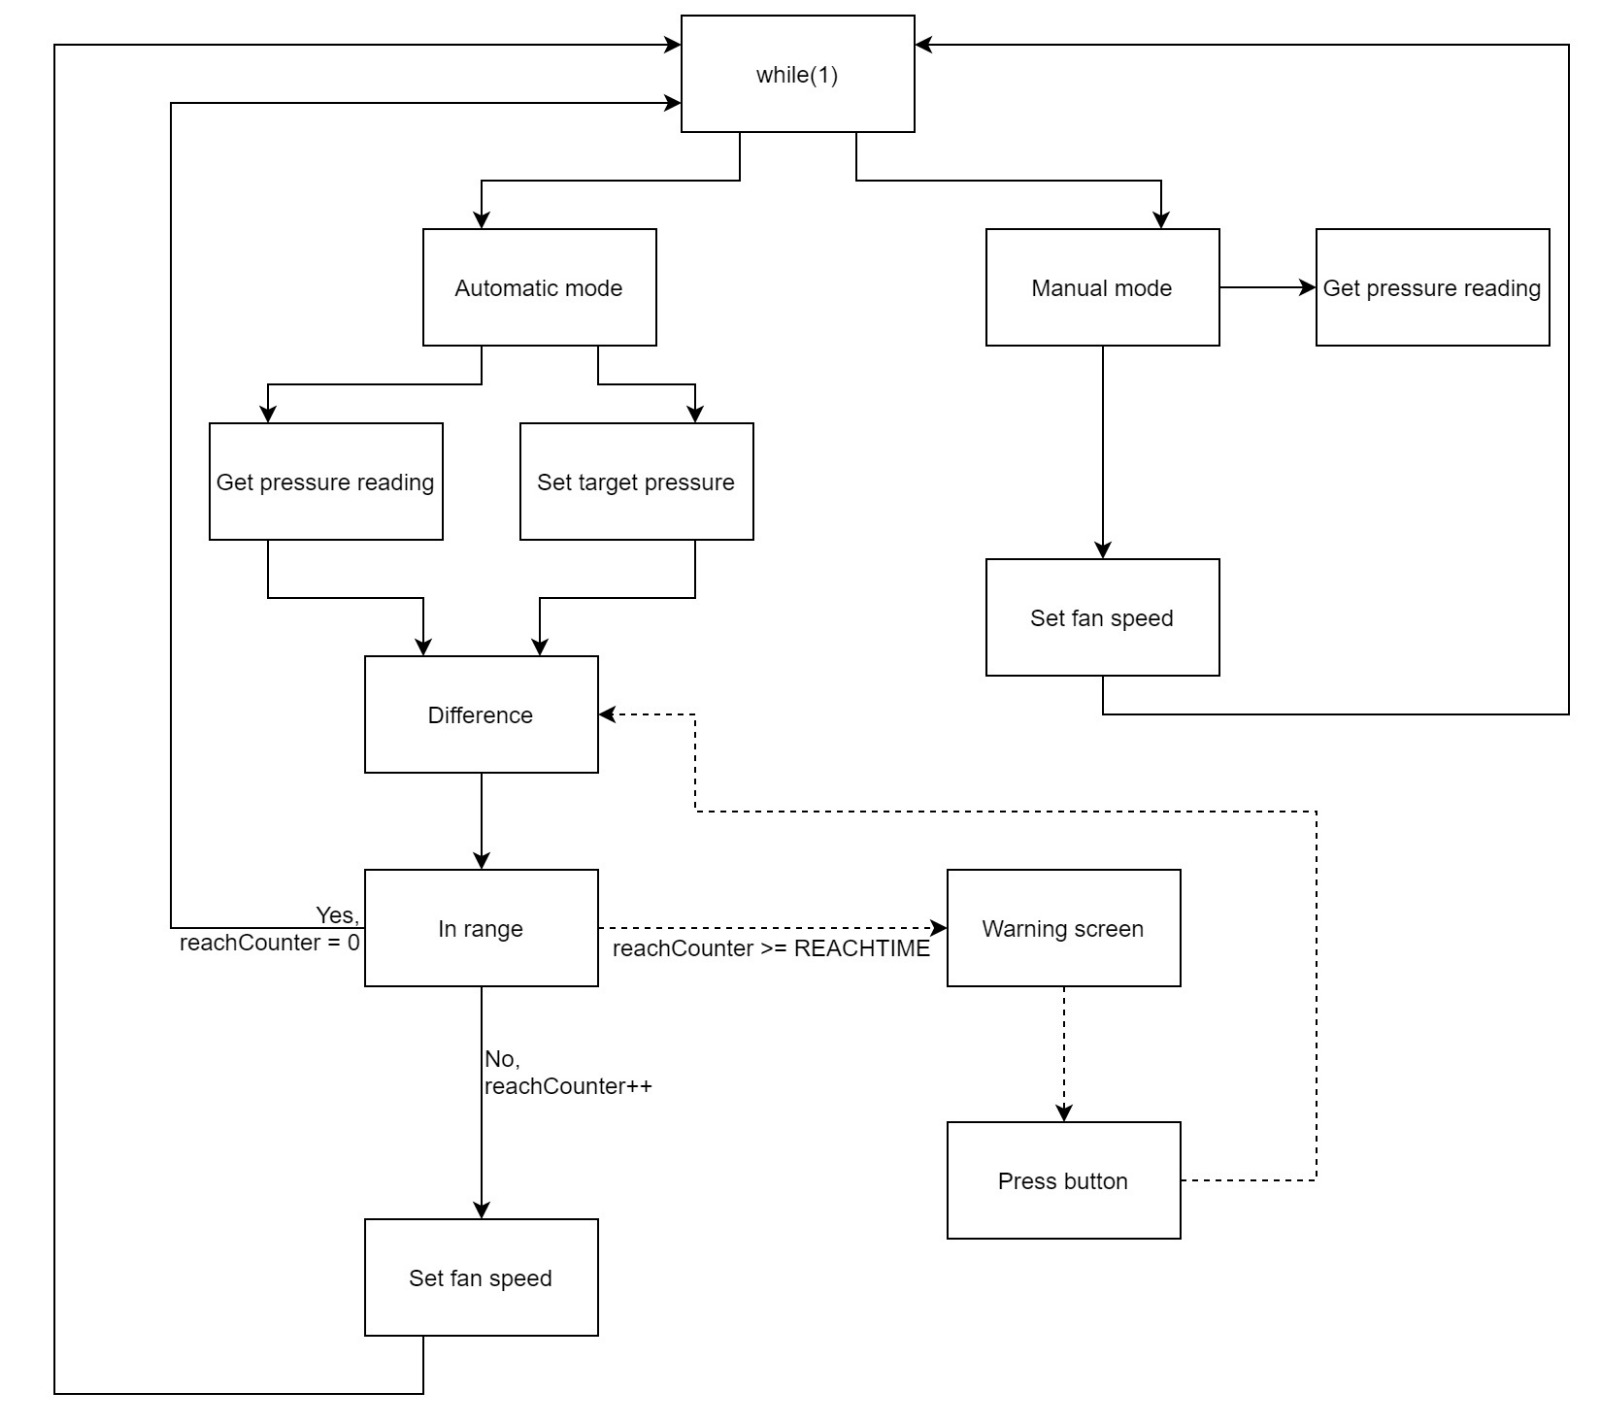 while(1)
Automatic mode
Manual mode
Get pressure reading
Get pressure reading
Set target pressure
Set fan speed
Difference
Yes,
reachCounter = 0
In range
reachCounter >= REACHTIME
Warning screen
No,
reachCounter++
Press button
Set fan speed